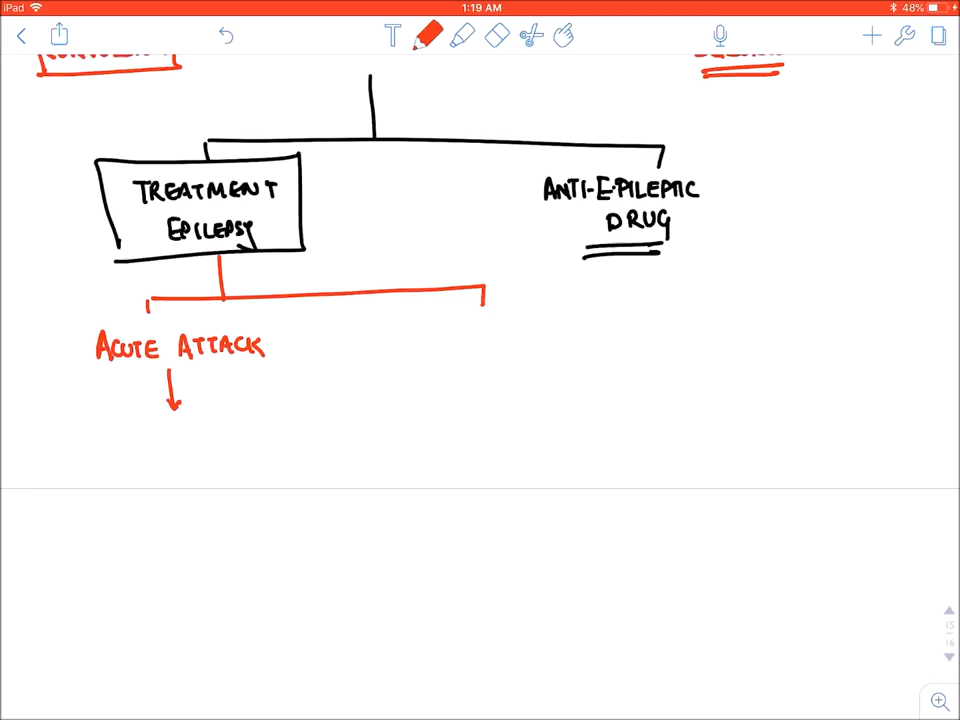 iPad 1:19 AM 48%
T
TREATMENT
EPILEPSY
ANTI-EPILEPTIC
DRUG
ACUTE ATTACK
15
16